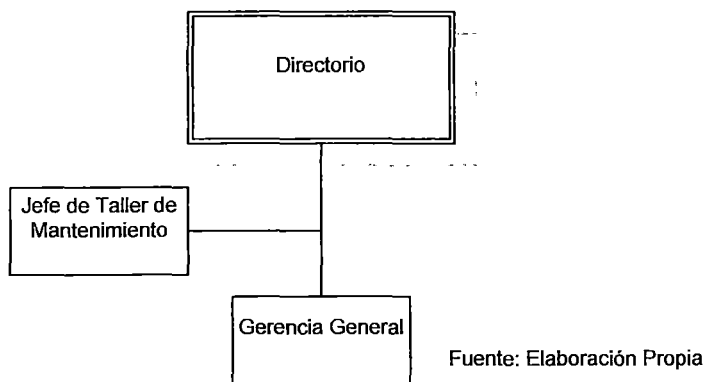 Directorio
Jefe de Taller de
Mantenimiento
Gerencia General
Fuente: Elaboración Propia